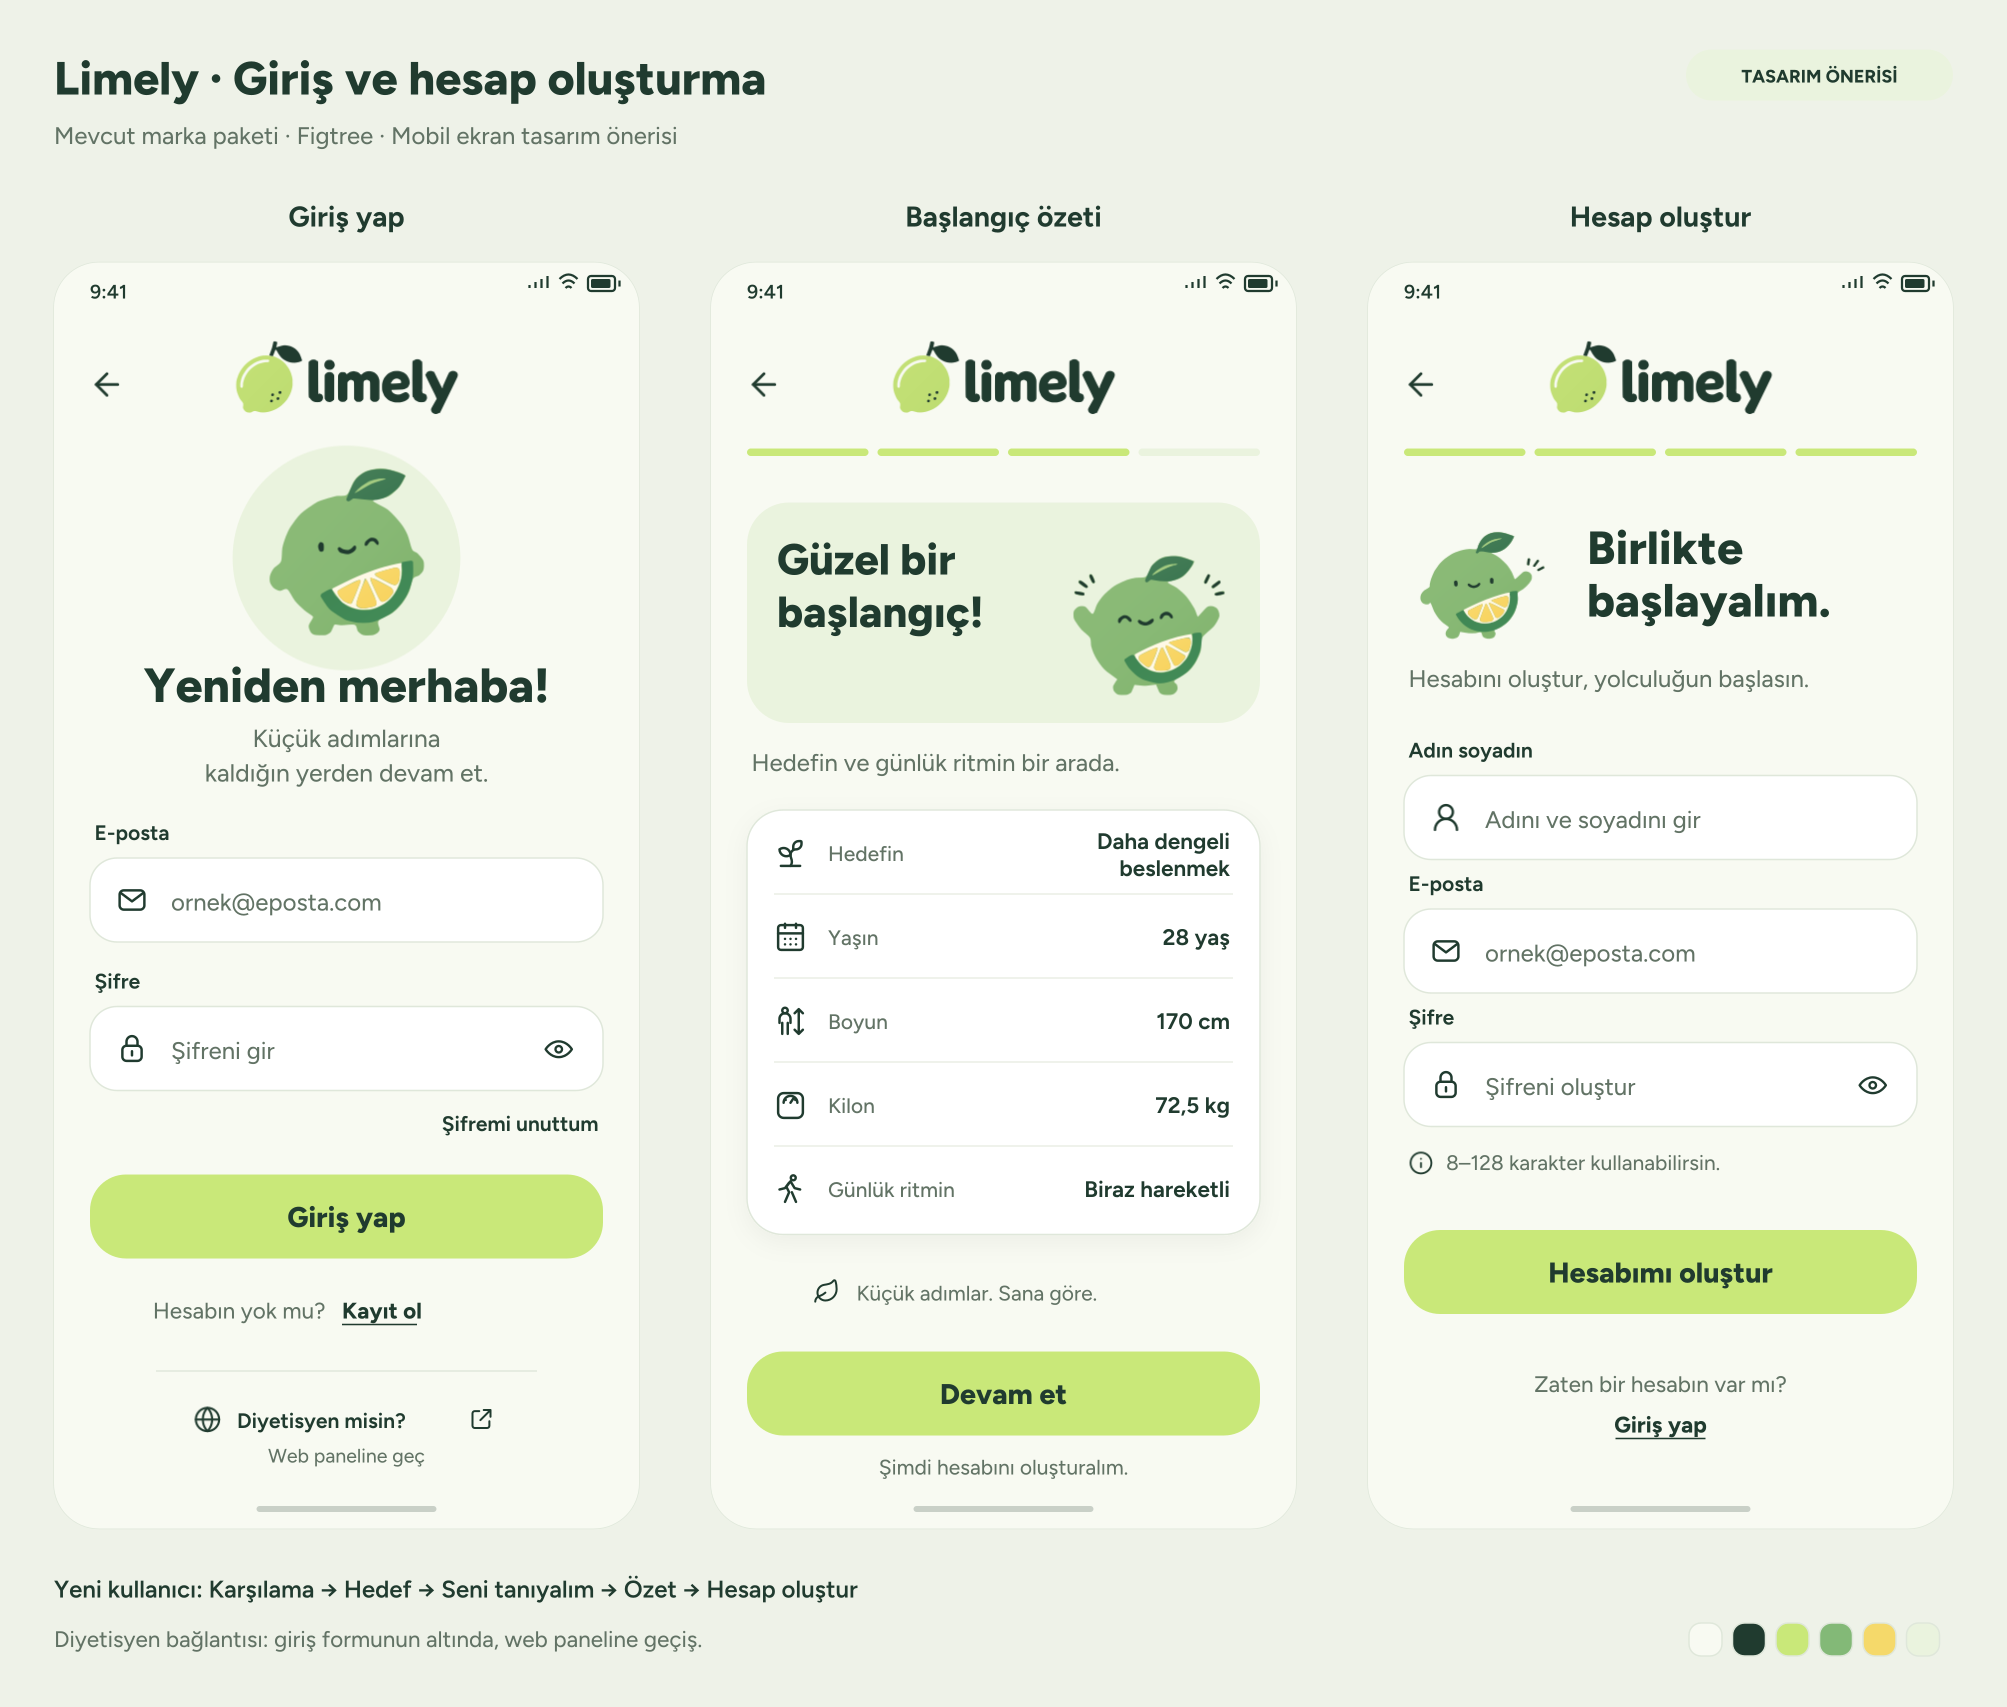 Limely · Giriş ve hesap oluşturma
TASARIM ÖNERİSİ
Mevcut marka paketi · Figtree · Mobil ekran tasarım önerisi
Giriş yap
9:41
limely
Yeniden merhaba!
Küçük adımlarına
kaldığın yerden devam et.
E-posta
ornek@eposta.com
Şifre
Şifreni gir
Şifremi unuttum
Giriş yap
Hesabın yok mu? Kayıt ol
Diyetisyen misin?
Web paneline geç
Başlangıç özeti
9:41
limely
Güzel bir
başlangıç!
Hedefin ve günlük ritmin bir arada.
Hedefin Daha dengeli
beslenmek
Yaşın 28 yaş
Boyun 170 cm
Kilon 72,5 kg
Günlük ritmin Biraz hareketli
Küçük adımlar. Sana göre.
Devam et
Şimdi hesabını oluşturalım.
Hesap oluştur
9:41
limely
Birlikte
başlayalım.
Hesabını oluştur, yolculuğun başlasın.
Adın soyadın
Adını ve soyadını gir
E-posta
ornek@eposta.com
Şifre
Şifreni oluştur
8–128 karakter kullanabilirsin.
Hesabımı oluştur
Zaten bir hesabın var mı?
Giriş yap
Yeni kullanıcı: Karşılama → Hedef → Seni tanıyalım → Özet → Hesap oluştur
Diyetisyen bağlantısı: giriş formunun altında, web paneline geçiş.